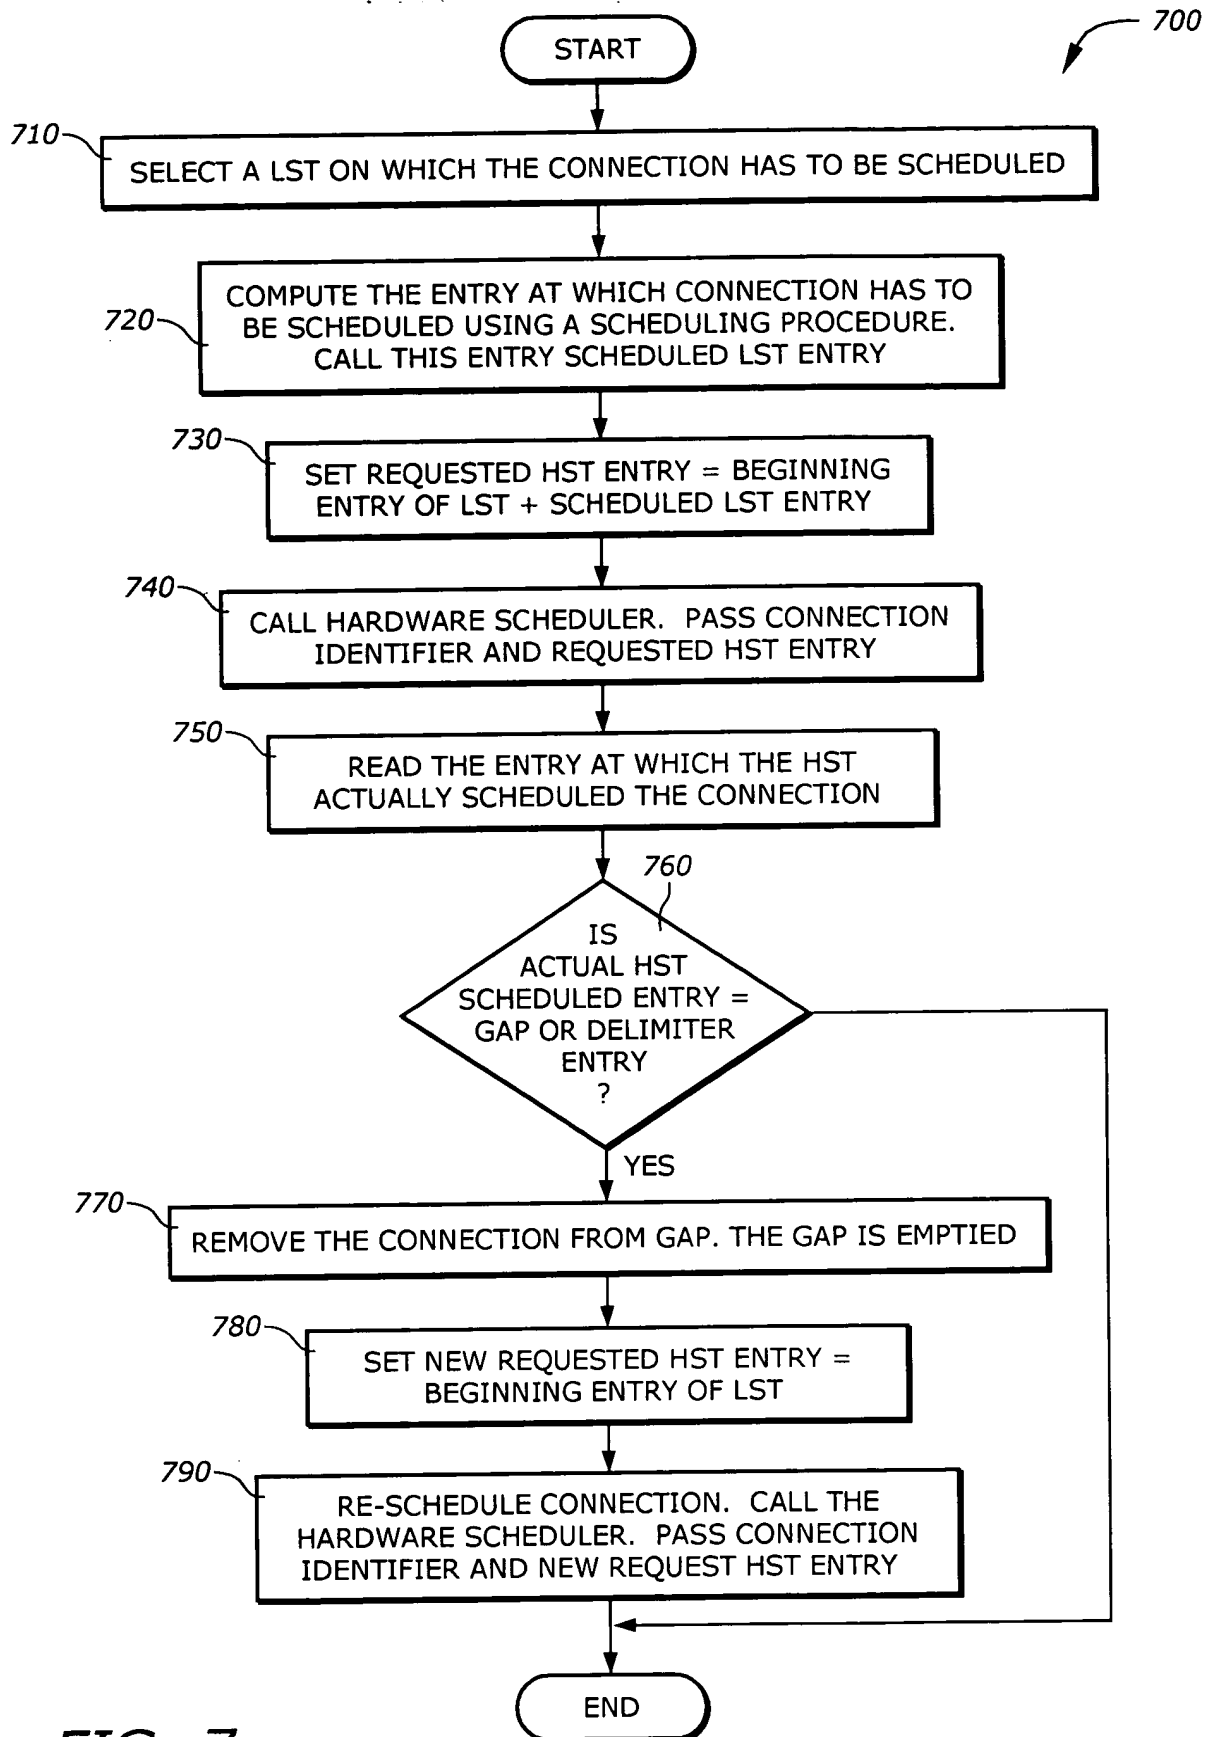 START
700
710
SELECT A LST ON WHICH THE CONNECTION HAS TO BE SCHEDULED
720
COMPUTE THE ENTRY AT WHICH CONNECTION HAS TO
BE SCHEDULED USING A SCHEDULING PROCEDURE.
CALL THIS ENTRY SCHEDULED LST ENTRY
730
SET REQUESTED HST ENTRY = BEGINNING
ENTRY OF LST + SCHEDULED LST ENTRY
740
CALL HARDWARE SCHEDULER. PASS CONNECTION
IDENTIFIER AND REQUESTED HST ENTRY
750
READ THE ENTRY AT WHICH THE HST
ACTUALLY SCHEDULED THE CONNECTION
760
IS
ACTUAL HST
SCHEDULED ENTRY =
GAP OR DELIMITER
ENTRY
?
YES
770
REMOVE THE CONNECTION FROM GAP. THE GAP IS EMPTIED
780
SET NEW REQUESTED HST ENTRY =
BEGINNING ENTRY OF LST
790
RE-SCHEDULE CONNECTION. CALL THE
HARDWARE SCHEDULER. PASS CONNECTION
IDENTIFIER AND NEW REQUEST HST ENTRY
END
FIG. 7